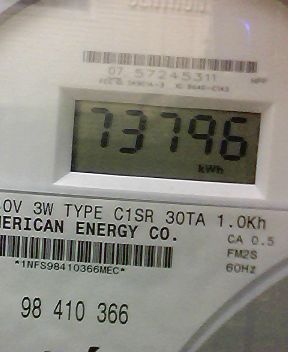 07 57245311
73796
kWh
0V 3W TYPE C1SR 30TA 1.0Kh
MERICAN ENERGY CO.
CA 0.5
FM2S
60Hz
*1NFS98410366MEC*
98 410 366